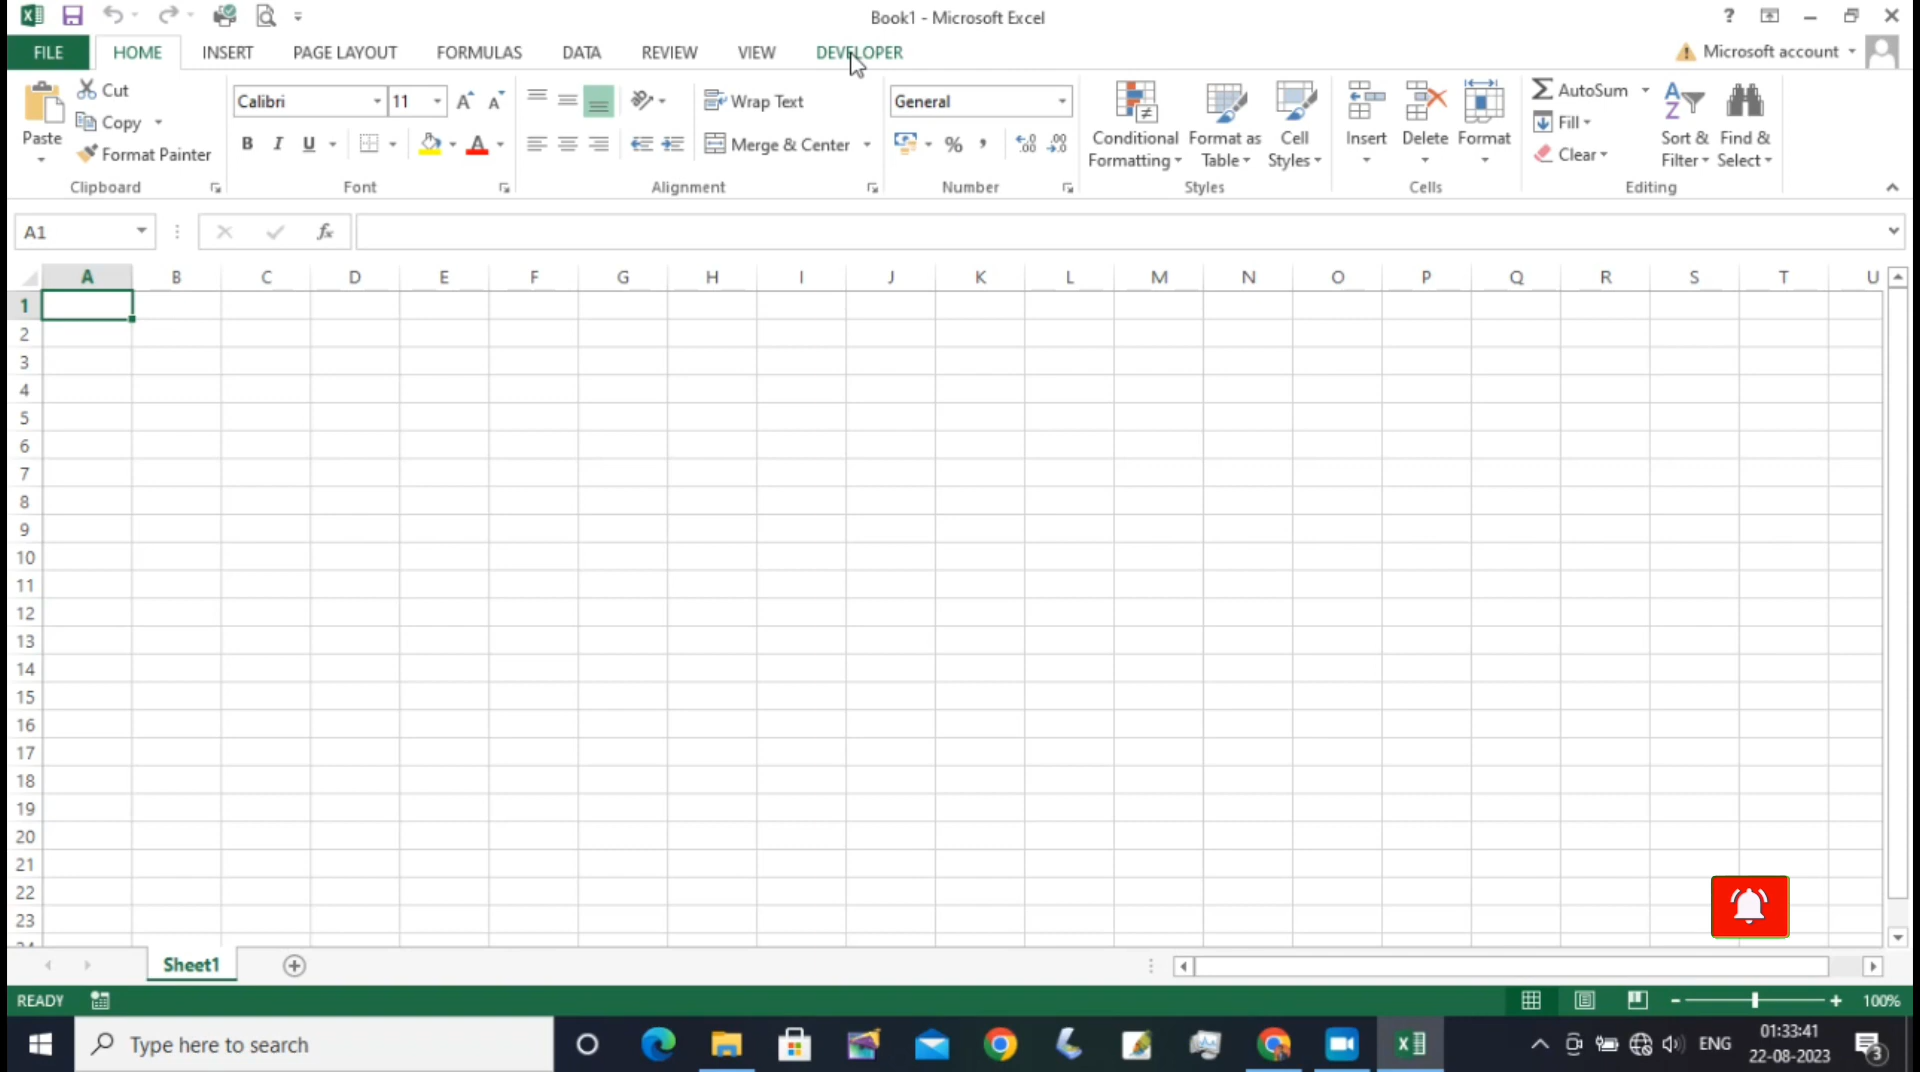 Book1 - Microsoft Excel
?
FILE HOME INSERT PAGE LAYOUT FORMULAS DATA REVIEW VIEW DEVELOPER Microsoft account
Paste
Cut
Copy
Format Painter
Clipboard
Calibri 11
B I U
Font
Wrap Text
Merge & Center
Alignment
General
%
Number
Conditional Formatting
Format as Table
Cell Styles
Styles
Insert Delete Format
Cells
AutoSum
Fill
Clear
Sort & Filter
Find & Select
Editing
A1 fx
A B C D E F G H I J K L M N O P Q R S T U
1
2
3
4
5
6
7
8
9
10
11
12
13
14
15
16
17
18
19
20
21
22
23
Sheet1
READY 100%
Type here to search
ENG
01:33:41
22-08-2023
3